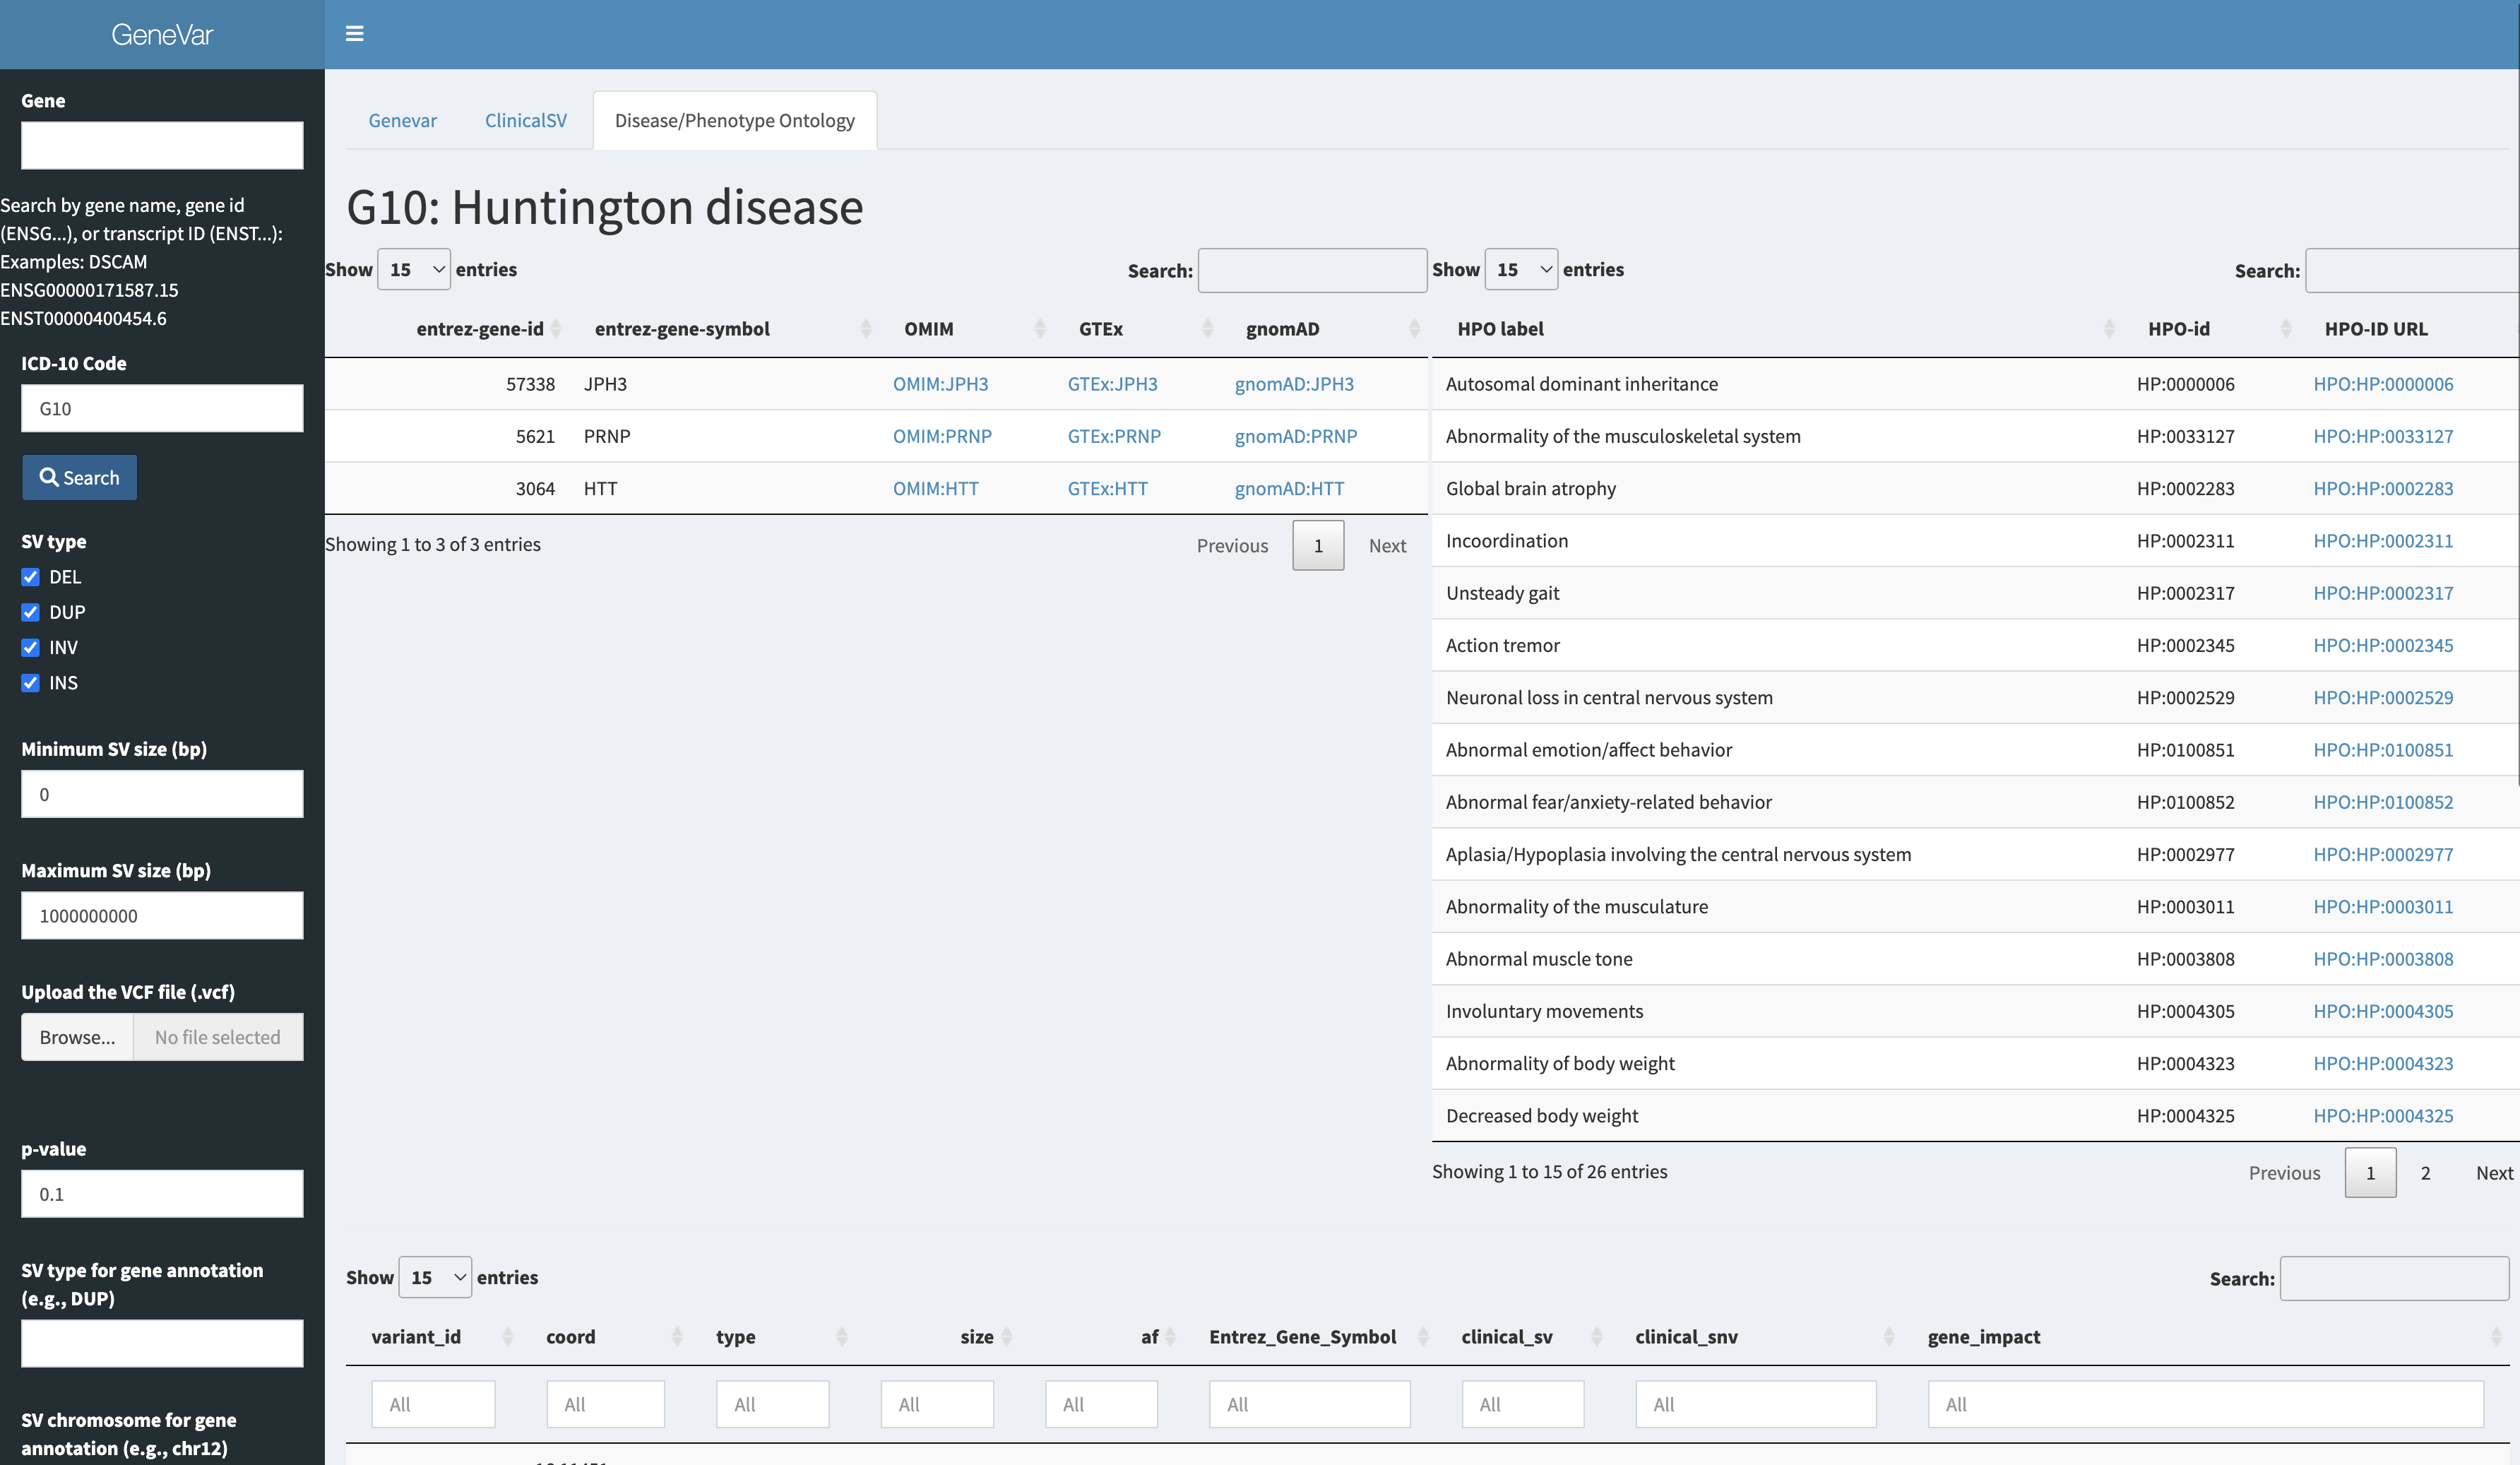 GeneVar
Gene
Search by gene name, gene id
(ENSG...), or transcript ID (ENST...):
Examples: DSCAM
ENSG00000171587.15
ENST00000400454.6
ICD-10 Code
G10
Search
SV type
DEL
DUP
INV
INS
Minimum SV size (bp)
0
Maximum SV size (bp)
1000000000
Upload the VCF file (.vcf)
Browse... No file selected
p-value
0.1
SV type for gene annotation
(e.g., DUP)
SV chromosome for gene
annotation (e.g., chr12)
Genevar ClinicalSV Disease/Phenotype Ontology
G10: Huntington disease
Show 15 entries Search:
entrez-gene-id entrez-gene-symbol OMIM GTEx gnomAD
57338 JPH3 OMIM:JPH3 GTEx:JPH3 gnomAD:JPH3
5621 PRNP OMIM:PRNP GTEx:PRNP gnomAD:PRNP
3064 HTT OMIM:HTT GTEx:HTT gnomAD:HTT
Showing 1 to 3 of 3 entries Previous 1 Next
Show 15 entries Search:
HPO label HPO-id HPO-ID URL
Autosomal dominant inheritance HP:0000006 HPO:HP:0000006
Abnormality of the musculoskeletal system HP:0033127 HPO:HP:0033127
Global brain atrophy HP:0002283 HPO:HP:0002283
Incoordination HP:0002311 HPO:HP:0002311
Unsteady gait HP:0002317 HPO:HP:0002317
Action tremor HP:0002345 HPO:HP:0002345
Neuronal loss in central nervous system HP:0002529 HPO:HP:0002529
Abnormal emotion/affect behavior HP:0100851 HPO:HP:0100851
Abnormal fear/anxiety-related behavior HP:0100852 HPO:HP:0100852
Aplasia/Hypoplasia involving the central nervous system HP:0002977 HPO:HP:0002977
Abnormality of the musculature HP:0003011 HPO:HP:0003011
Abnormal muscle tone HP:0003808 HPO:HP:0003808
Involuntary movements HP:0004305 HPO:HP:0004305
Abnormality of body weight HP:0004323 HPO:HP:0004323
Decreased body weight HP:0004325 HPO:HP:0004325
Showing 1 to 15 of 26 entries Previous 1 2 Next
Show 15 entries Search:
variant_id coord type size af Entrez_Gene_Symbol clinical_sv clinical_snv gene_impact
All All All All All All All All All